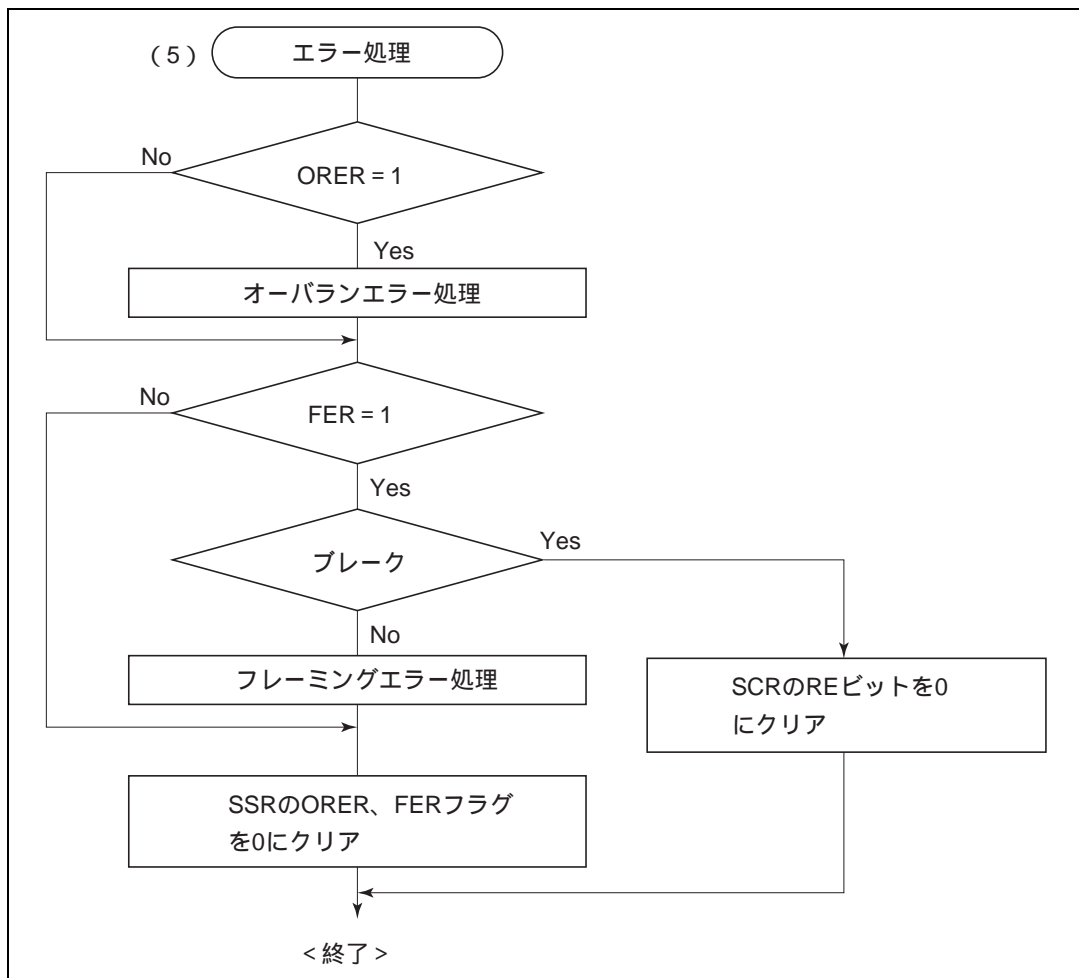 (5)
エラー処理
No
ORER = 1
Yes
オーバランエラー処理
No
FER = 1
Yes
ブレーク
Yes
No
フレーミングエラー処理
SCRのREビットを0
にクリア
SSRのORER、FERフラグ
を0にクリア
<終了>